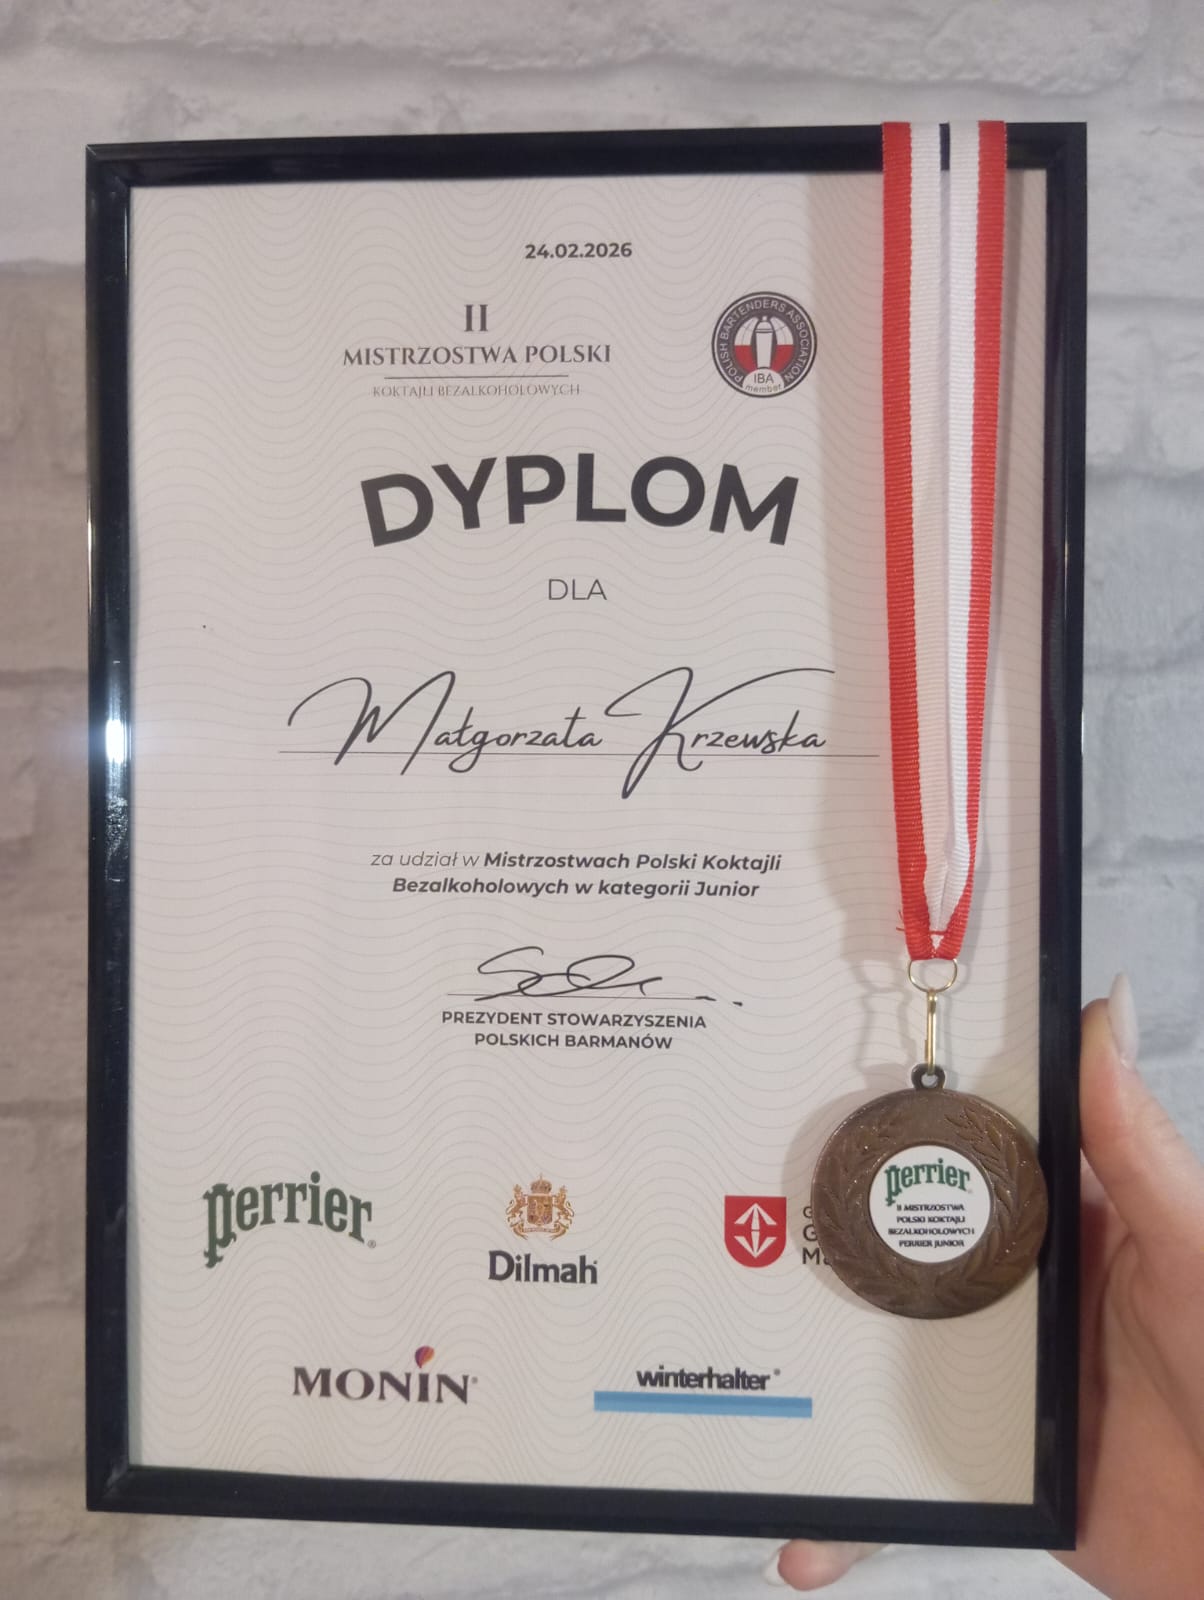 24.02.2026
II
MISTRZOSTWA POLSKI
KOKTAJLI BEZALKOHOLOWYCH
POLISH BARTENDERS ASSOCIATION
IBA
member
DYPLOM
DLA
Małgorzata Krzewska
za udział w Mistrzostwach Polski Koktajli
Bezalkoholowych w kategorii Junior
PREZYDENT STOWARZYSZENIA
POLSKICH BARMANÓW
perrier®
Dilmah
perrier
II MISTRZOSTWA
POLSKI KOKTAJLI
BEZALKOHOLOWYCH
PERRIER JUNIOR
MONIN®
winterhalter®